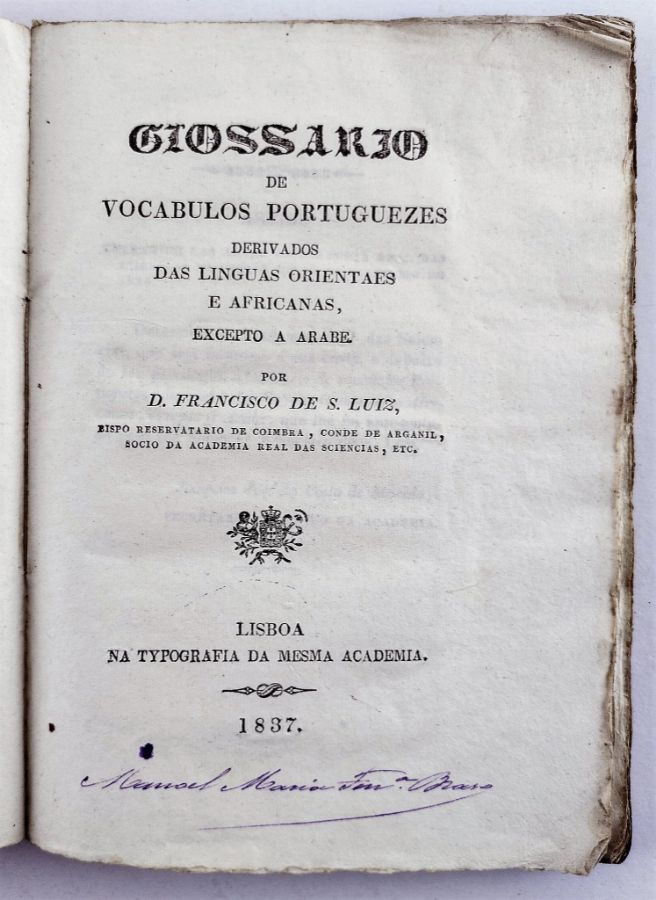 GLOSSARIO
DE
VOCABULOS PORTUGUEZES
DERIVADOS
DAS LINGUAS ORIENTAES
E AFRICANAS,
EXCEPTO A ARABE.
POR
D. FRANCISCO DE S. LUIZ,
BISPO RESERVATARIO DE COIMBRA, CONDE DE ARGANIL,
SOCIO DA ACADEMIA REAL DAS SCIENCIAS, ETC.
LISBOA
NA TYPOGRAFIA DA MESMA ACADEMIA.
1837.
Manoel Maria